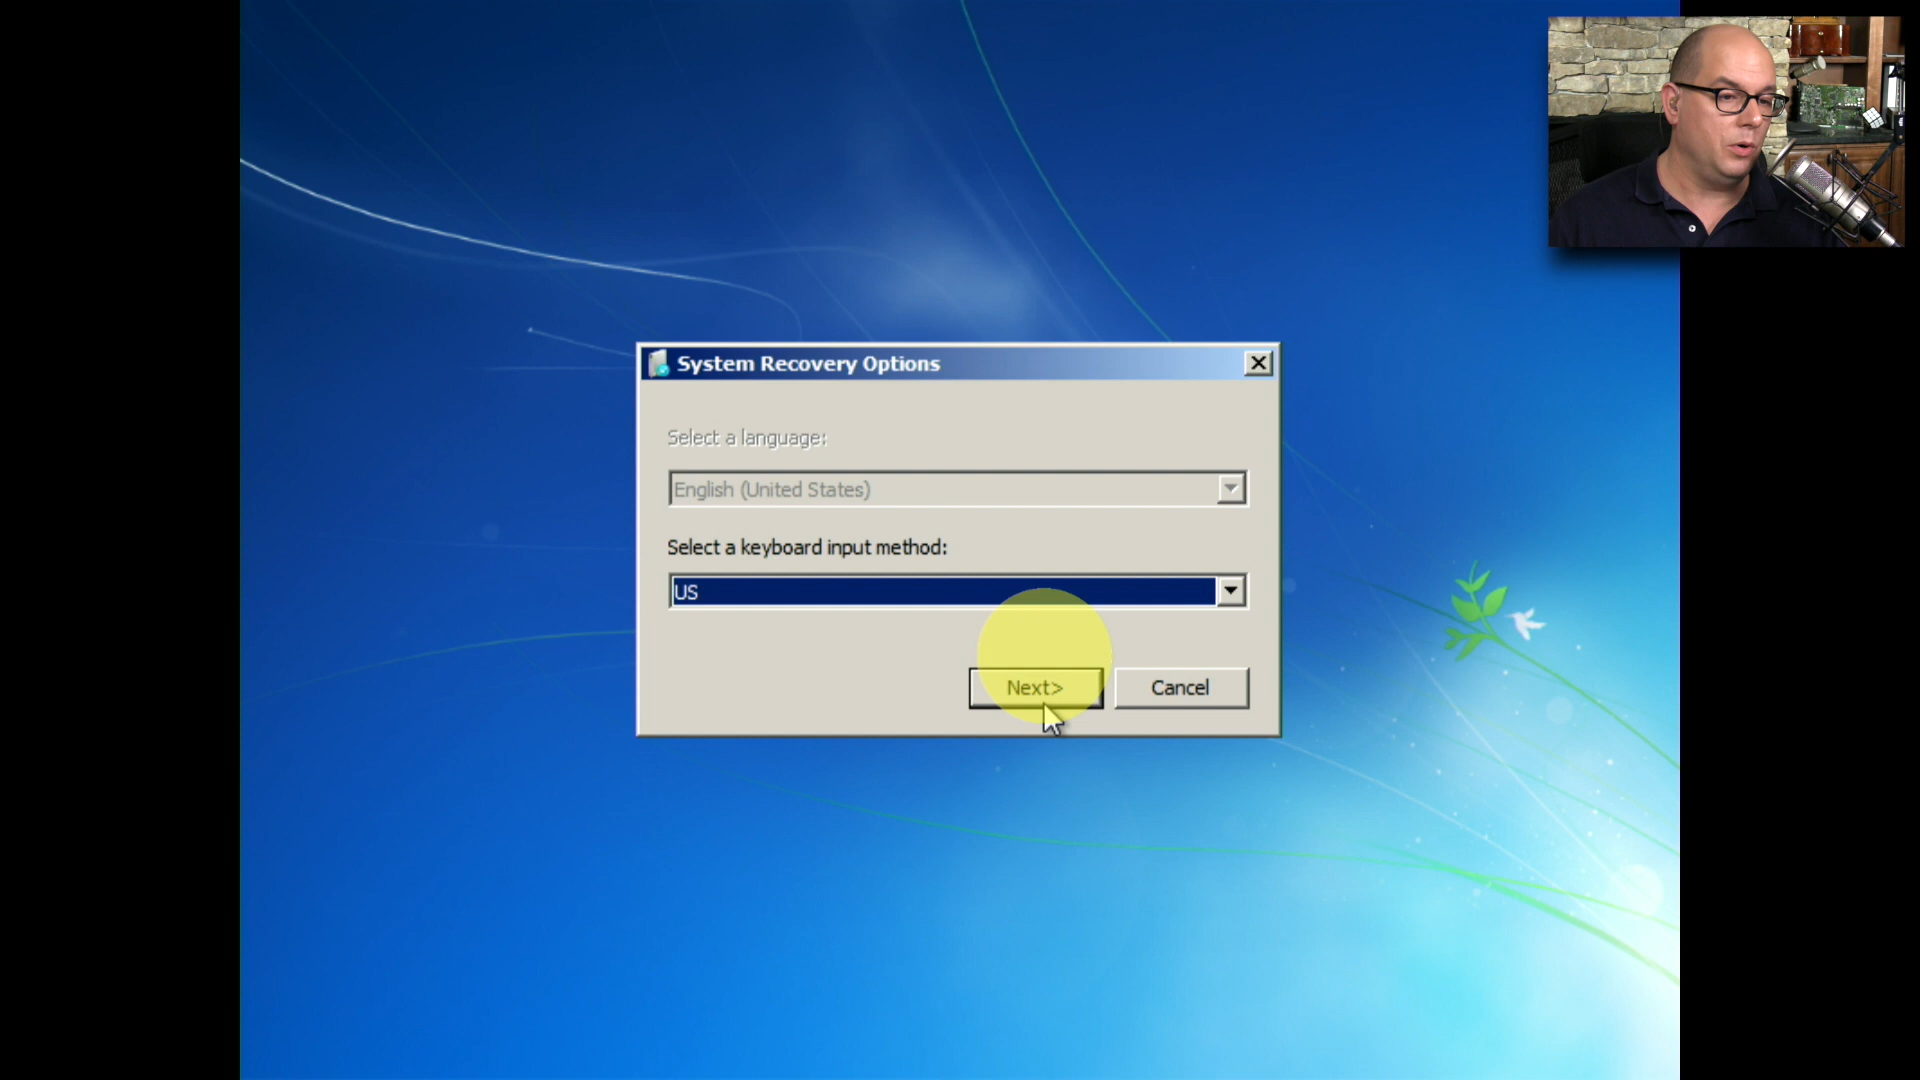 System Recovery Options
Select a language:
English (United States)
Select a keyboard input method:
US
Next>
Cancel